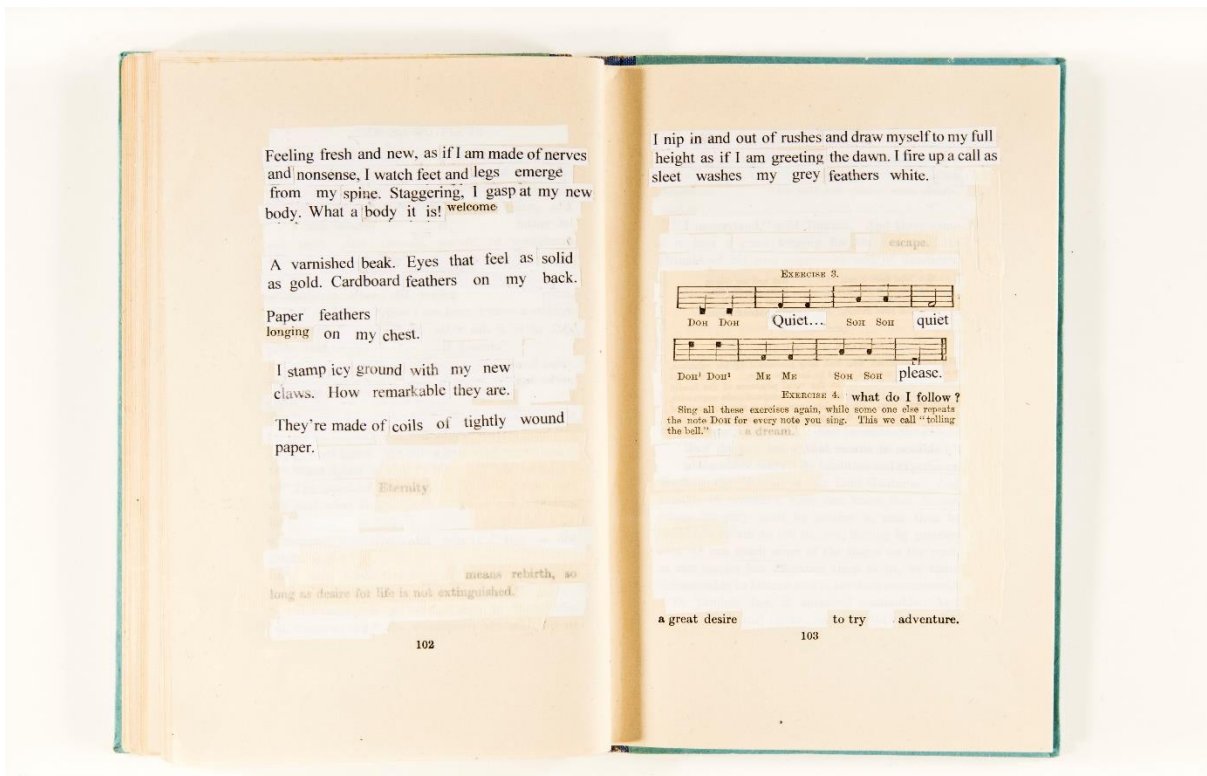 Feeling fresh and new, as if I am made of nerves
and nonsense, I watch feet and legs emerge
from my spine. Staggering, I gasp at my new
body. What a body it is! welcome
A varnished beak. Eyes that feel as solid
as gold. Cardboard feathers on my back.
Paper feathers
longing on my chest.
I stamp icy ground with my new
claws. How remarkable they are.
They're made of coils of tightly wound
paper.
Eternity
means rebirth, so
long as desire for life is not extinguished.
102
I nip in and out of rushes and draw myself to my full
height as if I am greeting the dawn. I fire up a call as
sleet washes my grey feathers white.
escape.
Exercise 3.
Doh Doh Quiet... Soh Soh quiet
Doh¹ Doh¹ Me Me Soh Soh please.
Exercise 4. what do I follow ?
Sing all these exercises again, while some one else repeats
the note Doh for every note you sing. This we call "tolling
the bell." a dream.
a great desire to try adventure.
103